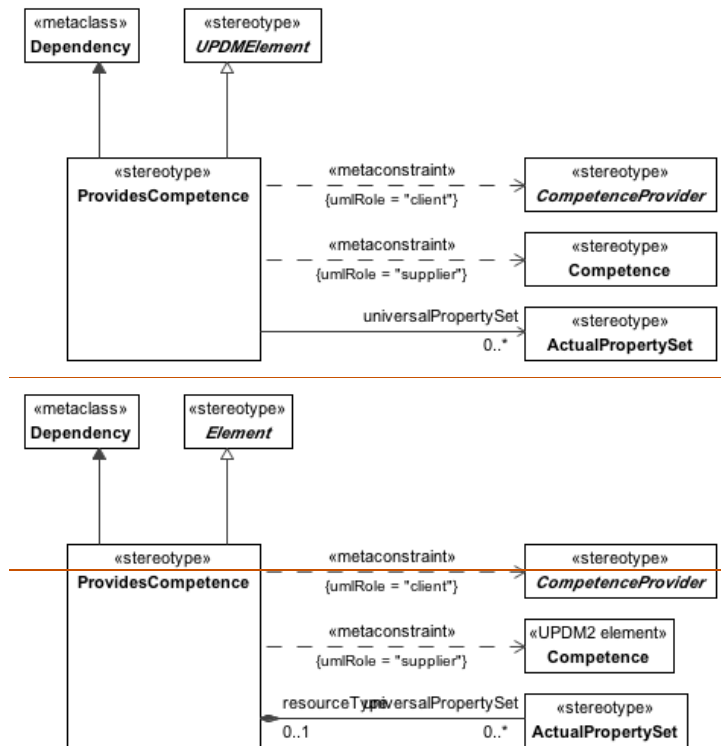 «metaclass»
Dependency
«stereotype»
UPDMElement
«stereotype»
ProvidesCompetence
«metaconstraint»
{umlRole = "client"}
«stereotype»
CompetenceProvider
«metaconstraint»
{umlRole = "supplier"}
«stereotype»
Competence
universalPropertySet
0..*
«stereotype»
ActualPropertySet
«metaclass»
Dependency
«stereotype»
Element
«stereotype»
ProvidesCompetence
«metaconstraint»
{umlRole = "client"}
«stereotype»
CompetenceProvider
«metaconstraint»
{umlRole = "supplier"}
«UPDM2 element»
Competence
resourceType
universalPropertySet
0..1
0..*
«stereotype»
ActualPropertySet